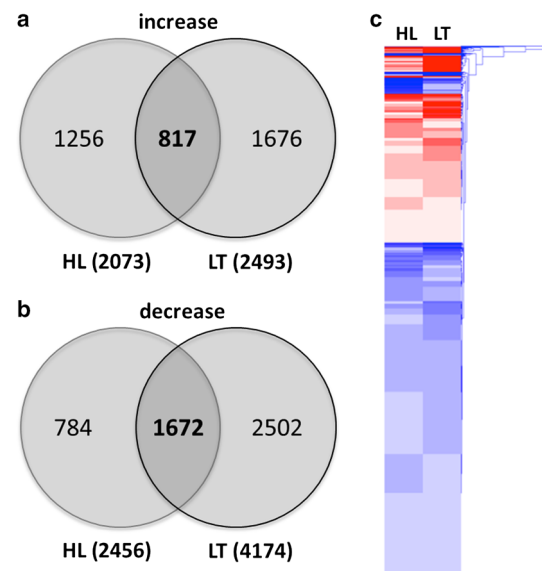 a
increase
1256 817 1676
HL (2073) LT (2493)
b
decrease
784 1672 2502
HL (2456) LT (4174)
c
HL LT